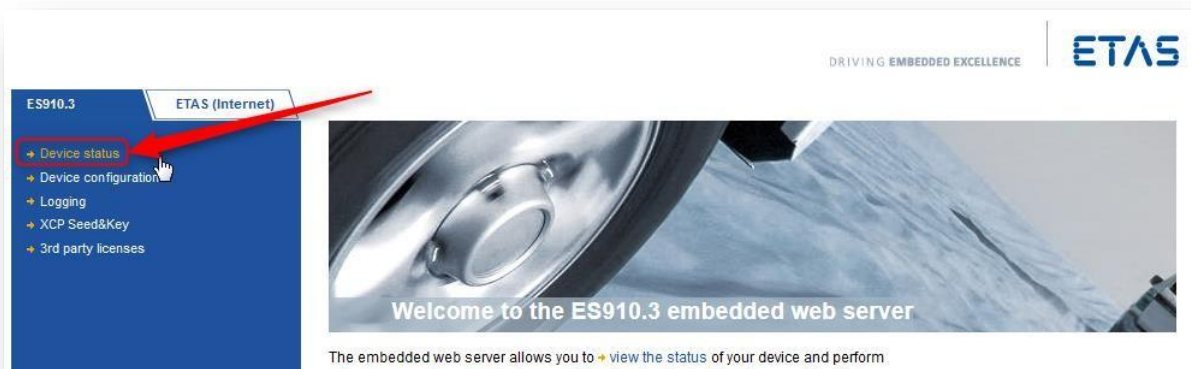 DRIVING EMBEDDED EXCELLENCE
ETAS
ES910.3
ETAS (Internet)
Device status
Device configuration
Logging
XCP Seed&Key
3rd party licenses
Welcome to the ES910.3 embedded web server
The embedded web server allows you to view the status of your device and perform